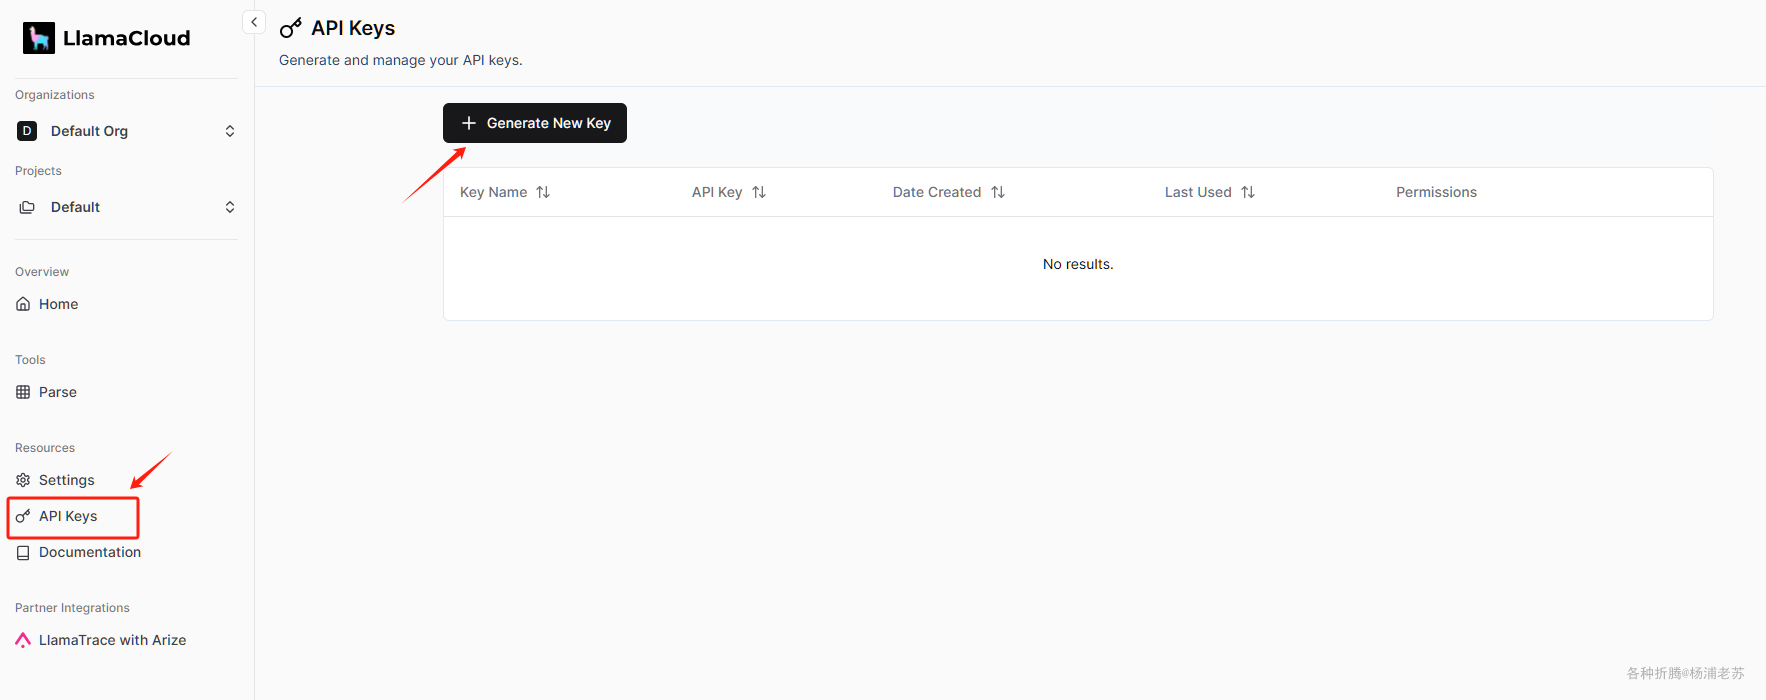 LlamaCloud
Organizations
D Default Org
Projects
Default
Overview
Home
Tools
Parse
Resources
Settings
API Keys
Documentation
Partner Integrations
LlamaTrace with Arize
API Keys
Generate and manage your API keys.
Generate New Key
Key Name API Key Date Created Last Used Permissions
No results.
各种折腾@杨浦老苏